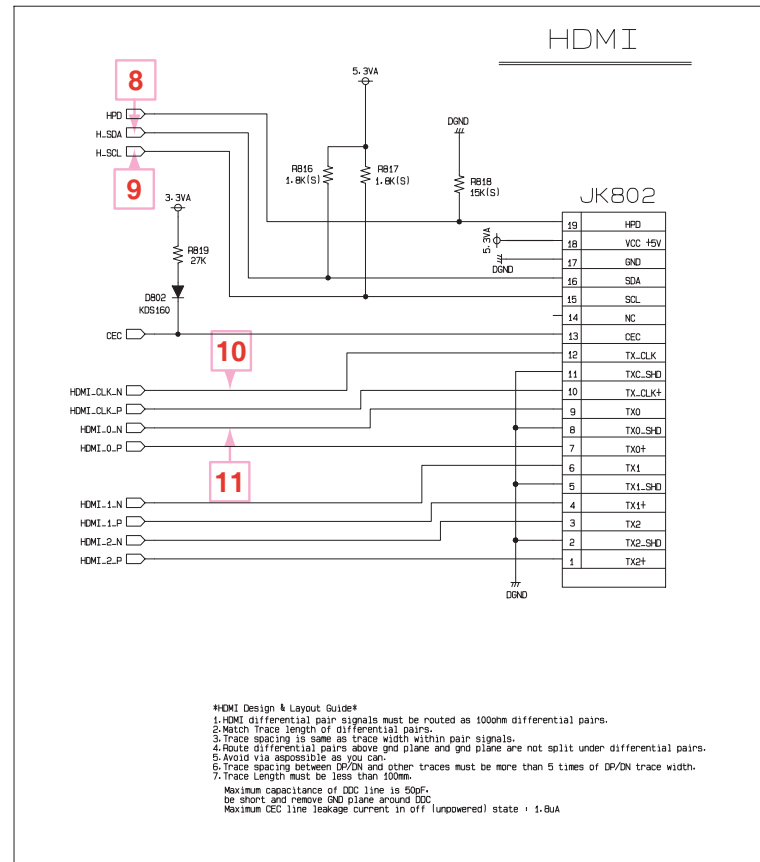 HDMI
8
5.3VA
HPD
H_SDA
H_SCL
DGND
9
R816
1.8K(S)
R817
1.8K(S)
R818
15K(S)
3.3VA
JK802
R819
27K
D802
KDS160
5.3VA
DGND
19 HPD
18 VCC +5V
17 GND
16 SDA
15 SCL
14 NC
13 CEC
12 TX_CLK
11 TXC_SHD
10 TX_CLK+
9 TX0
8 TX0_SHD
7 TX0+
6 TX1
5 TX1_SHD
4 TX1+
3 TX2
2 TX2_SHD
1 TX2+
CEC
10
HDMI_CLK_N
HDMI_CLK_P
HDMI_0_N
HDMI_0_P
11
HDMI_1_N
HDMI_1_P
HDMI_2_N
HDMI_2_P
DGND
*HDMI Design & Layout Guide*
1.HDMI differential pair signals must be routed as 100ohm differential pairs.
2.Match Trace length of differential pairs.
3.Trace spacing is same as trace width within pair signals.
4.Route differential pairs above gnd plane and gnd plane are not split under differential pairs.
5.Avoid via aspossible as you can.
6.Trace spacing between DP/DN and other traces must be more than 5 times of DP/DN trace width.
7.Trace Length must be less than 100mm.
Maximum capacitance of DDC line is 50pF.
be short and remove GND plane around DDC
Maximum CEC line leakage current in off (unpowered) state : 1.8uA